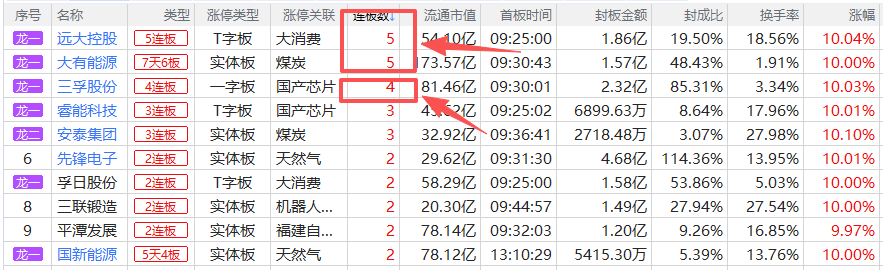 序号 名称 类型 涨停类型 涨停关联 连板数↓ 流通市值 首板时间 封板金额 封成比 换手率 涨幅
龙一 远大控股 5连板 T字板 大消费 5 54.10亿 09:25:00 1.86亿 19.50% 18.56% 10.04%
龙一 大有能源 7天6板 实体板 煤炭 5 173.57亿 09:30:43 1.57亿 48.43% 1.91% 10.00%
龙一 三孚股份 4连板 一字板 国产芯片 4 81.46亿 09:30:01 2.32亿 85.31% 3.34% 10.03%
龙二 睿能科技 3连板 T字板 国产芯片 3 09:25:02 6899.63万 8.64% 17.96% 10.01%
龙二 安泰集团 3连板 实体板 煤炭 3 32.92亿 09:36:41 2718.48万 3.07% 27.98% 10.10%
6 先锋电子 2连板 实体板 天然气 2 29.62亿 09:31:30 4.68亿 114.36% 13.95% 10.01%
龙二 孚日股份 2连板 T字板 大消费 2 58.29亿 09:25:00 1.58亿 53.86% 5.03% 10.00%
8 三联锻造 2连板 实体板 机器人... 2 20.30亿 09:44:57 1.49亿 27.94% 27.54% 10.00%
9 平潭发展 2连板 实体板 福建自... 2 78.14亿 09:32:03 1.20亿 9.26% 16.85% 9.97%
龙一 国新能源 5天4板 实体板 天然气 2 78.12亿 13:10:29 5415.30万 5.39% 13.76% 10.00%